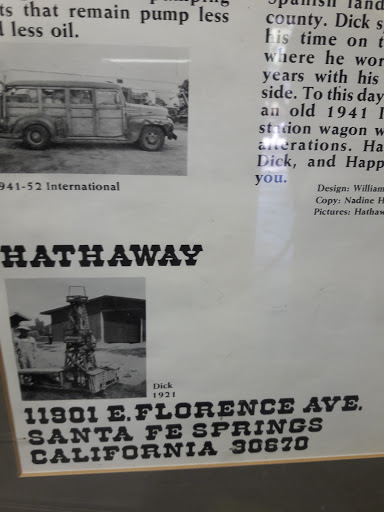 ts that remain pump less
l less oil.
941-52 International
Spanish land
county. Dick s
his time on t
where he wor
years with his
side. To this day
an old 1941 I
station wagon w
alterations. Ha
Dick, and Happ
you.
Design: William
Copy: Nadine H
Pictures: Hathaw
HATHAWAY
Dick
1921
11901 E. FLORENCE AVE.
SANTA FE SPRINGS
CALIFORNIA 90670